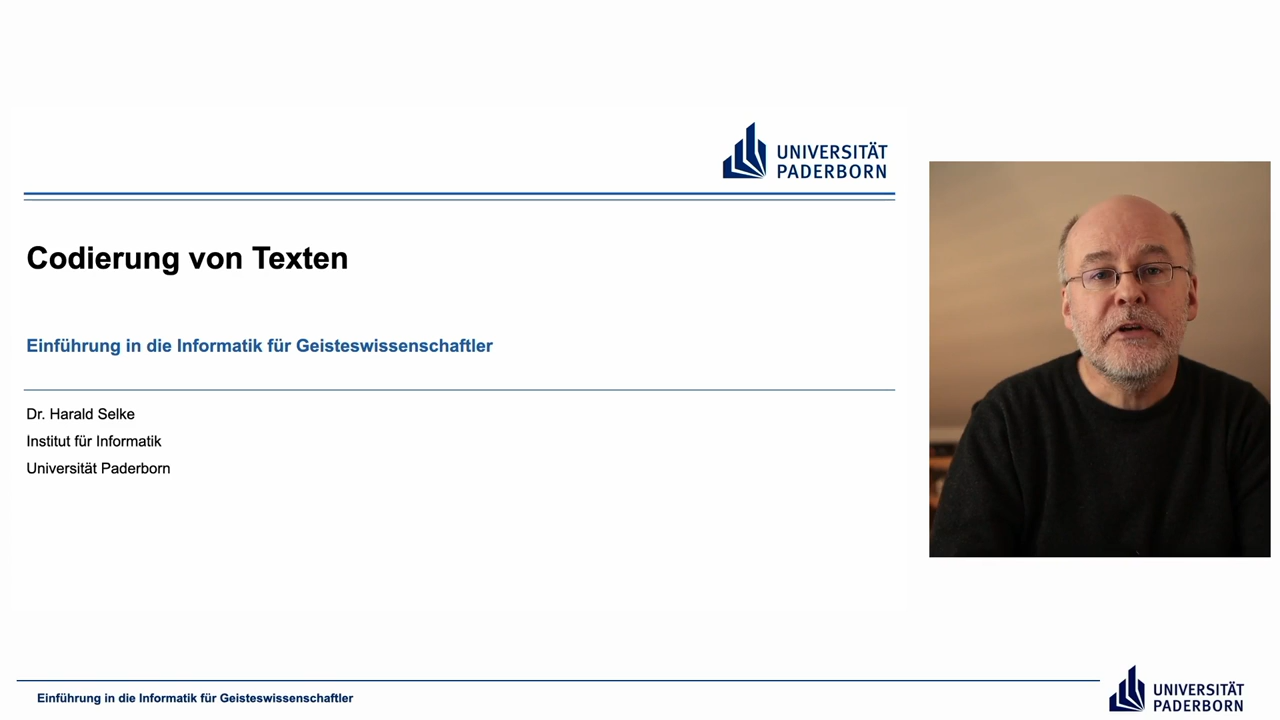 UNIVERSITÄT
PADERBORN
Codierung von Texten
Einführung in die Informatik für Geisteswissenschaftler
Dr. Harald Selke
Institut für Informatik
Universität Paderborn
Einführung in die Informatik für Geisteswissenschaftler
UNIVERSITÄT
PADERBORN